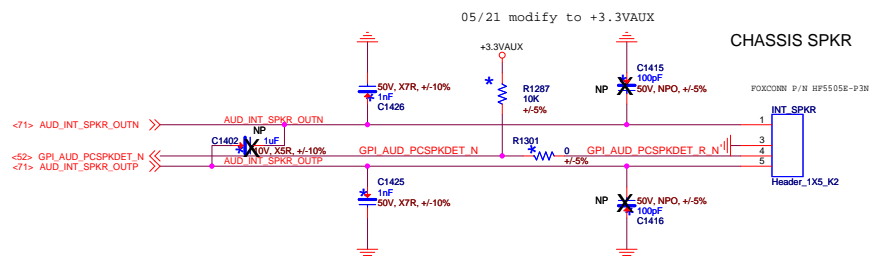 05/21 modify to +3.3VAUX
CHASSIS SPKR
+3.3VAUX
50V, X7R, +/-10%
1nF
C1426
*
R1287
10K
+/-5%
C1415
100pF
NP
50V, NPO, +/-5%
FOXCONN P/N HF5505E-P3N
INT_SPKR
<71> AUD_INT_SPKR_OUTN
AUD_INT_SPKR_OUTN
1
NP
C1402
1uF
*
10V, X5R, +/-10%
R1301
*
0
+/-5%
3
<52> GPI_AUD_PCSPKDET_N
GPI_AUD_PCSPKDET_N
GPI_AUD_PCSPKDET_R_N
4
<71> AUD_INT_SPKR_OUTP
AUD_INT_SPKR_OUTP
5
Header_1X5_K2
C1425
*
1nF
50V, X7R, +/-10%
NP
50V, NPO, +/-5%
*
100pF
C1416